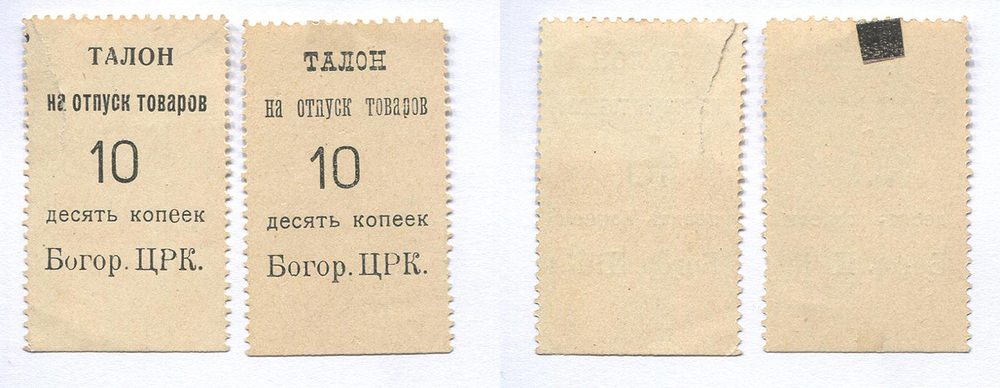 ТАЛОН
на отпуск товаров
10
десять копеек
Богор. ЦРК.
ТАЛОН
на отпуск товаров
10
десять копеек
Богор. ЦРК.